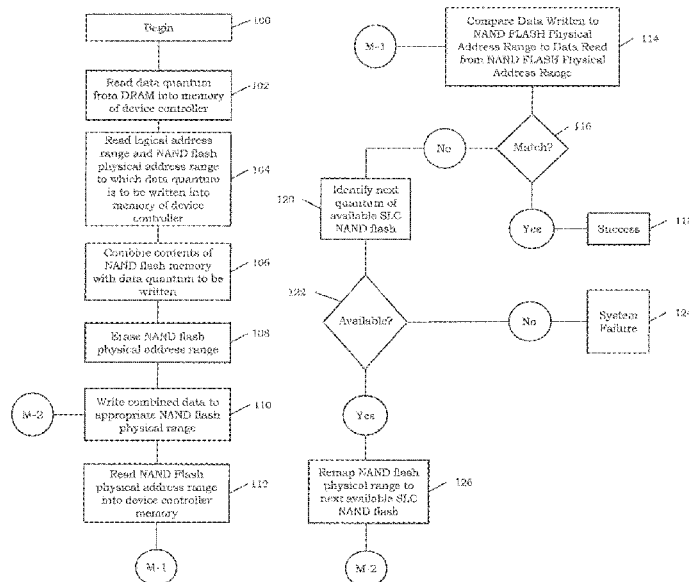 Begin
100
Read data quantum
from DRAM into memory
of device controller
102
Read logical address
range and NAND flash
physical address range
to which data quantum
is to be written into
memory of device
controller
104
Combine contents of
NAND flash memory
with data quantum to be
written
106
Erase NAND flash
physical address range
108
M-2
Write combined data to
appropriate NAND flash
physical range
110
Read NAND Flash
physical address range
into device controller
memory
112
M-1
Compare Data Written to
NAND FLASH Physical
Address Range to Data Read
from NAND FLASH Physical
Address Range
114
Match?
116
No
Yes
Success
Identify next
quantum of
available SLC
NAND flash
120
Available?
122
No
System
Failure
Yes
Remap NAND flash
physical range to
next available SLC
NAND flash
126
M-2